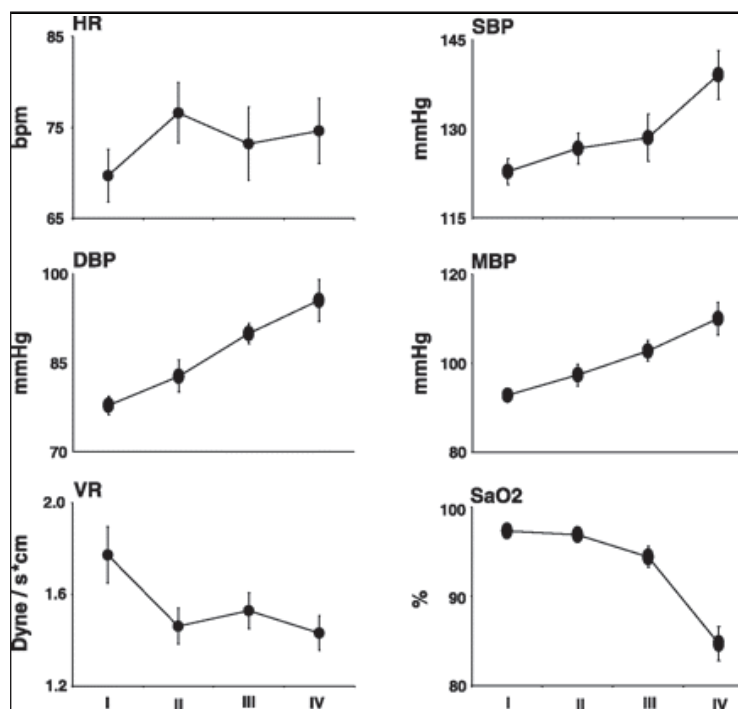 HR
85
bpm
75
65
SBP
145
mmHg
130
115
DBP
100
mmHg
85
70
MBP
120
mmHg
100
80
VR
2.0
Dyne / s*cm
1.6
1.2
I II III IV
SaO2
100
%
90
80
I II III IV